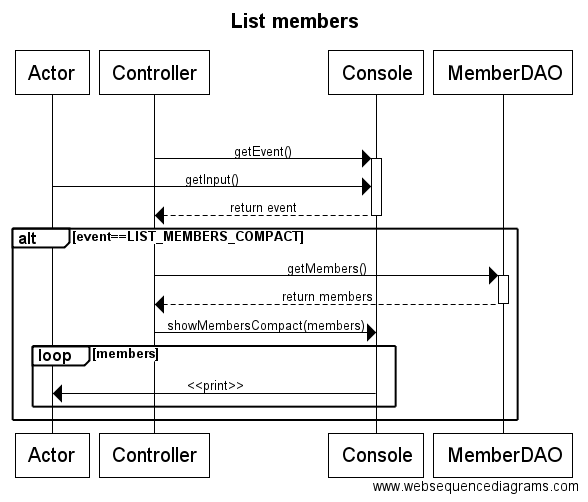 List members
Actor Controller Console MemberDAO
getEvent()
getInput()
return event
alt [event==LIST_MEMBERS_COMPACT]
getMembers()
return members
showMembersCompact(members)
loop [members]
<<print>>
Actor Controller Console MemberDAO
www.websequencediagrams.com